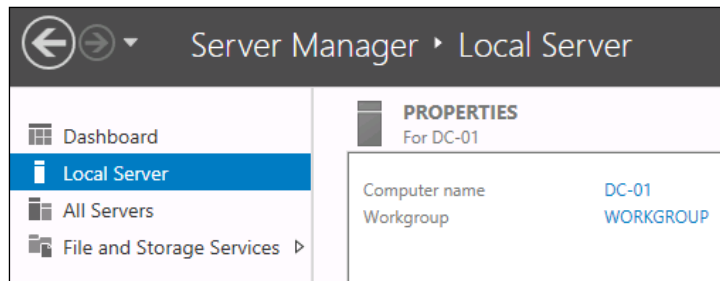 Server Manager ‣ Local Server
PROPERTIES
For DC-01
Dashboard
Local Server
All Servers
File and Storage Services
Computer name DC-01
Workgroup WORKGROUP